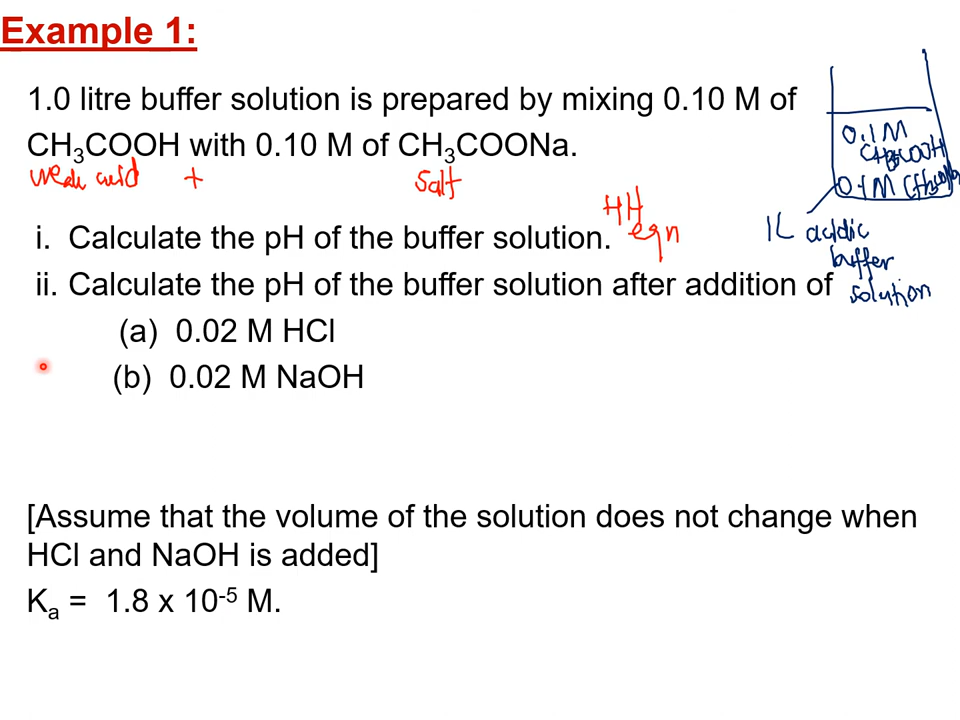 Example 1:
1.0 litre buffer solution is prepared by mixing 0.10 M of
CH₃COOH with 0.10 M of CH₃COONa.
weak acid + salt
i. Calculate the pH of the buffer solution.
HH
eqn
ii. Calculate the pH of the buffer solution after addition of
(a) 0.02 M HCl
(b) 0.02 M NaOH
[Assume that the volume of the solution does not change when
HCl and NaOH is added]
Kₐ = 1.8 x 10⁻⁵ M.
0.1M
CH3COOH
0.1M
1L acidic
buffer
solution